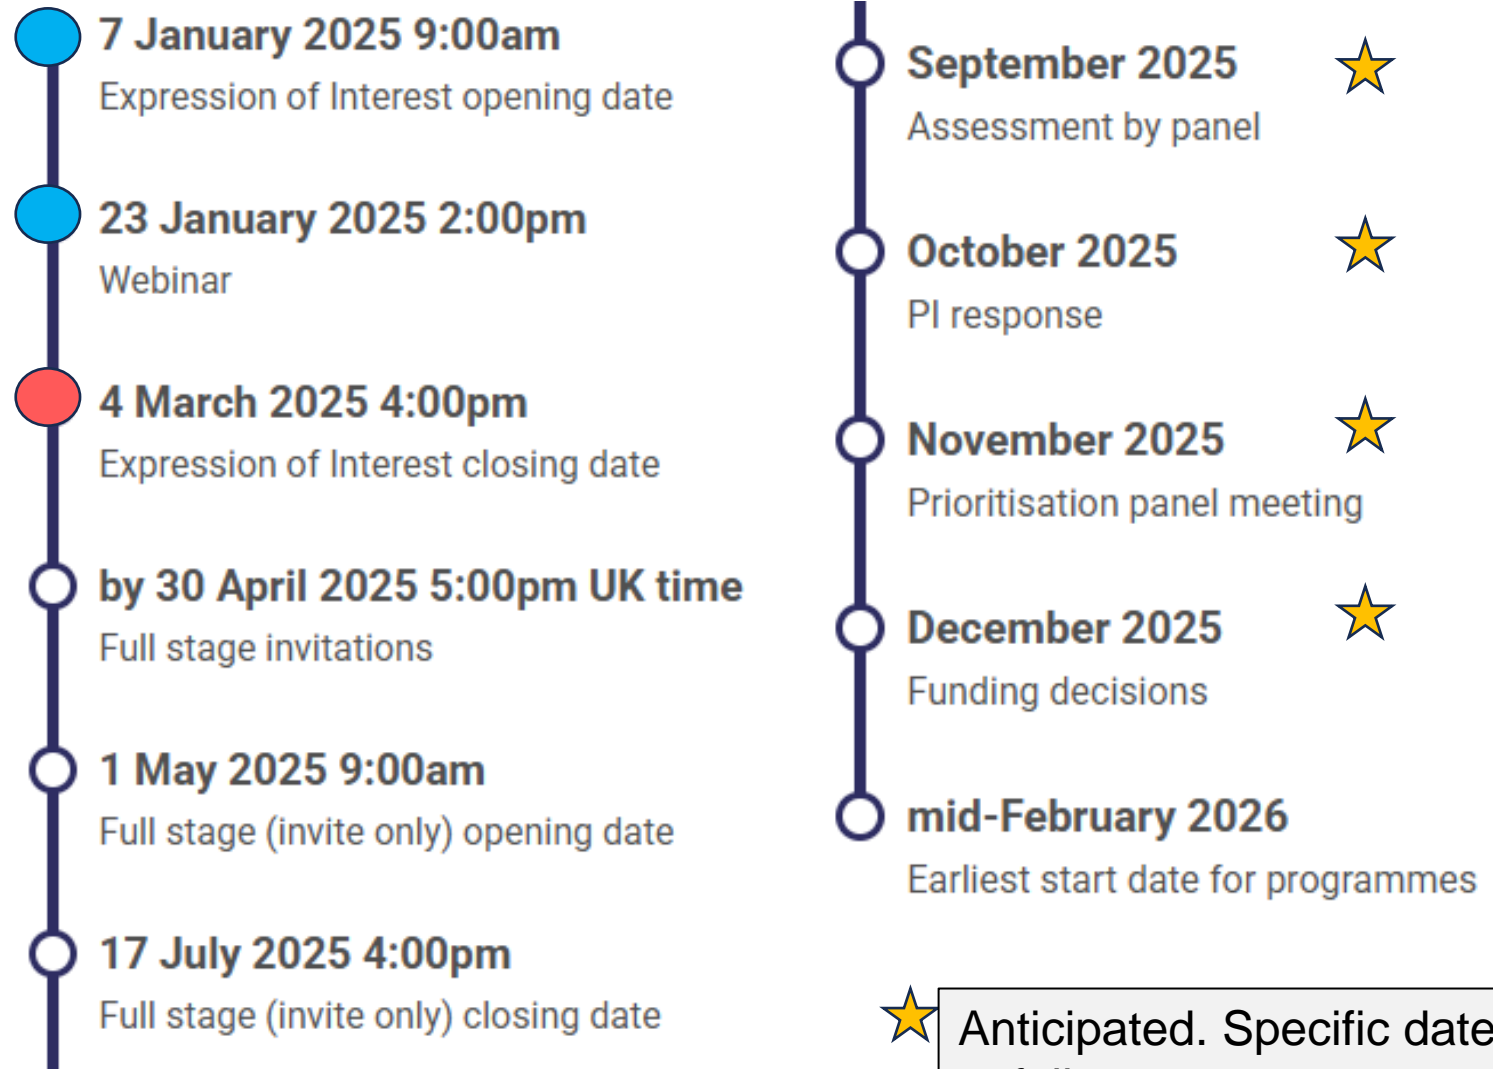 7 January 2025 9:00am
Expression of Interest opening date
23 January 2025 2:00pm
Webinar
4 March 2025 4:00pm
Expression of Interest closing date
by 30 April 2025 5:00pm UK time
Full stage invitations
1 May 2025 9:00am
Full stage (invite only) opening date
17 July 2025 4:00pm
Full stage (invite only) closing date
September 2025
Assessment by panel
October 2025
PI response
November 2025
Prioritisation panel meeting
December 2025
Funding decisions
mid-February 2026
Earliest start date for programmes
Anticipated. Specific date